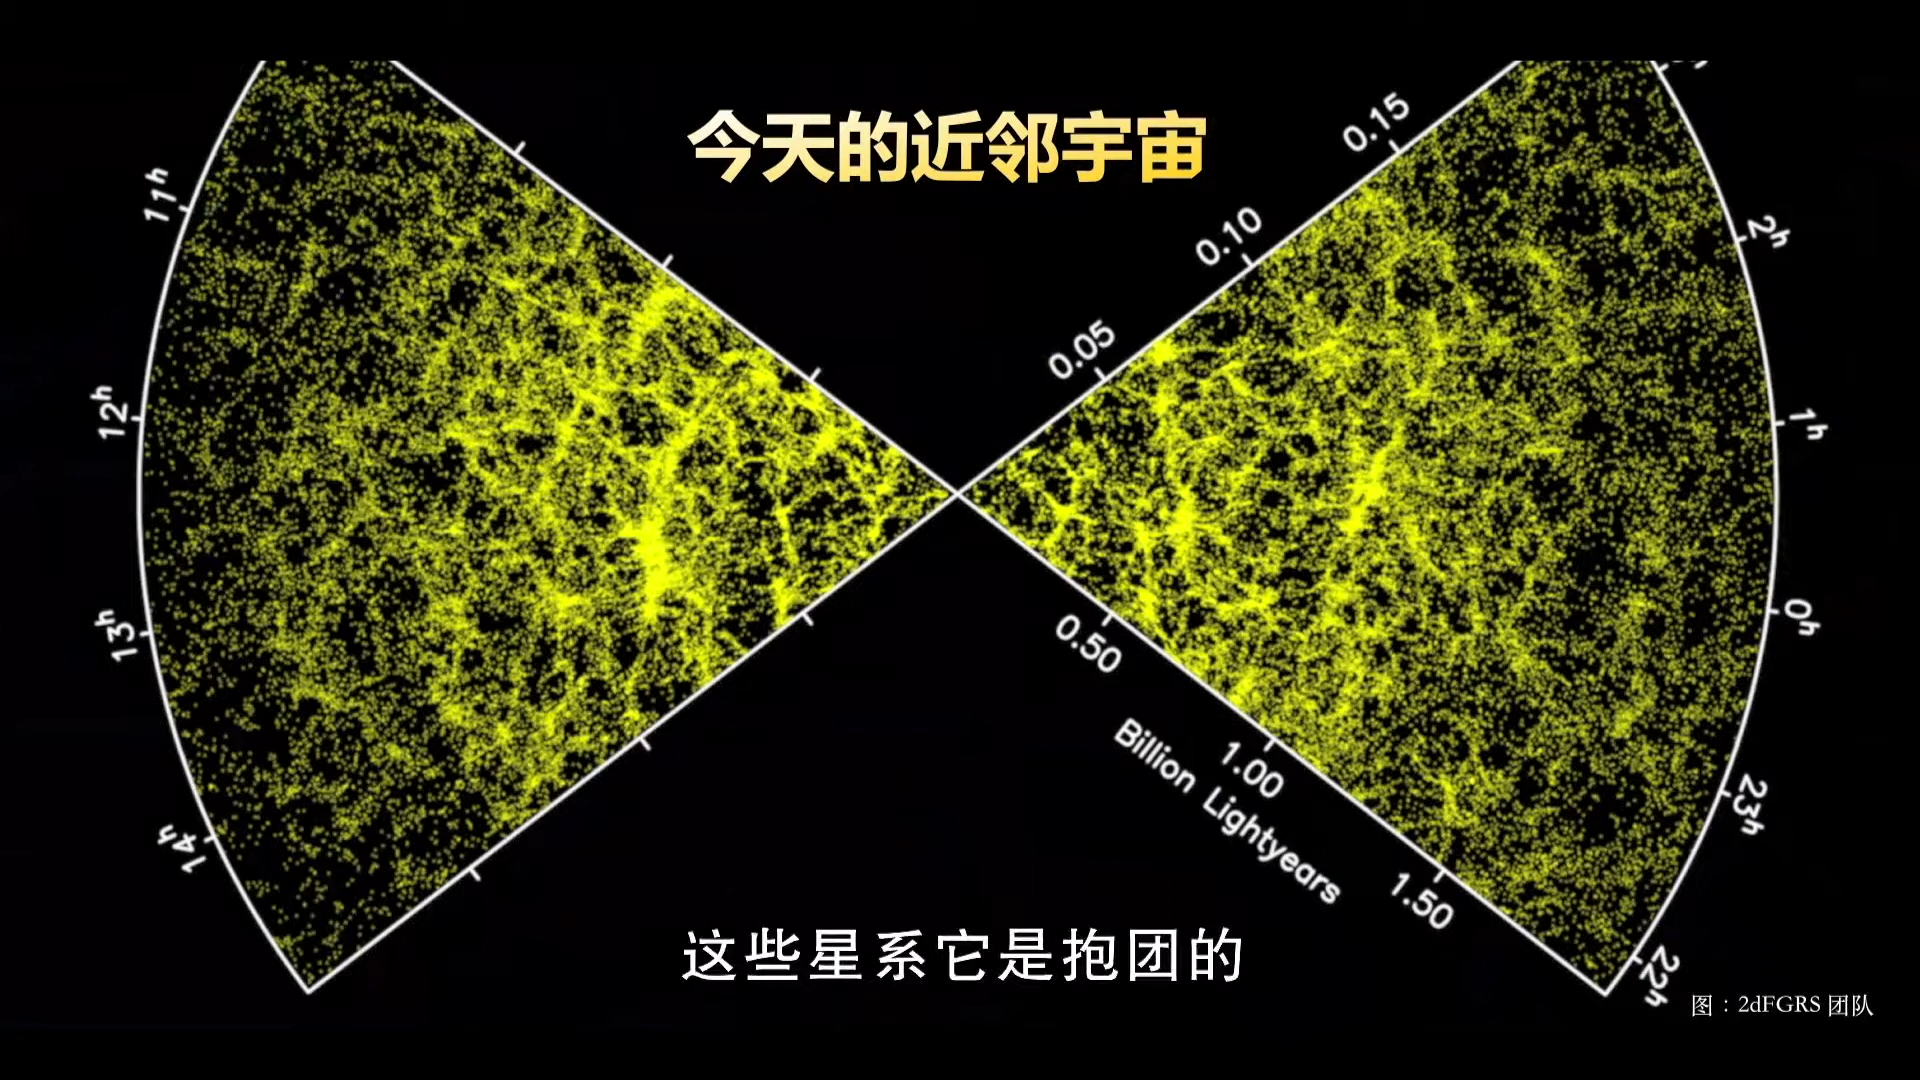 今天的近邻宇宙
0.15
0.10
0.05
11h
12h
13h
14h
2h
1h
0h
23h
22h
0.50
1.00
1.50
Billion Lightyears
这些星系它是抱团的
图：2dFGRS 团队